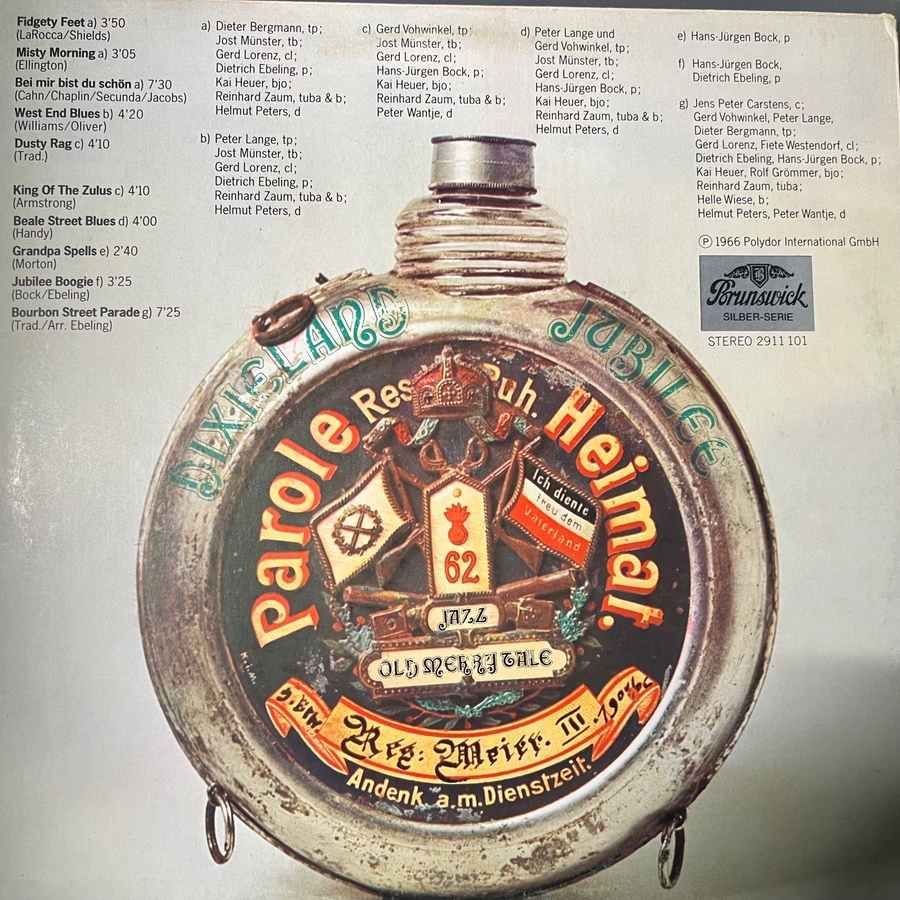 Fidgety Feet a) 3'50
(LaRocca/Shields)
Misty Morning a) 3'05
(Ellington)
Bei mir bist du schön a) 7'30
(Cahn/Chaplin/Secunda/Jacobs)
West End Blues b) 4'20
(Williams/Oliver)
Dusty Rag c) 4'10
(Trad.)
King Of The Zulus c) 4'10
(Armstrong)
Beale Street Blues d) 4'00
(Handy)
Grandpa Spells e) 2'40
(Morton)
Jubilee Boogie f) 3'25
(Bock/Ebeling)
Bourbon Street Parade g) 7'25
(Trad./Arr. Ebeling)
a) Dieter Bergmann, tp;
Jost Münster, tb;
Gerd Lorenz, cl;
Dietrich Ebeling, p;
Kai Heuer, bjo;
Reinhard Zaum, tuba & b;
Helmut Peters, d
b) Peter Lange, tp;
Jost Münster, tb;
Gerd Lorenz, cl;
Dietrich Ebeling, p;
Reinhard Zaum, tuba & b;
Helmut Peters, d
c) Gerd Vohwinkel, tp;
Jost Münster, tb;
Gerd Lorenz, cl;
Hans-Jürgen Bock, p;
Kai Heuer, bjo;
Reinhard Zaum, tuba & b;
Peter Wantje, d
d) Peter Lange und
Gerd Vohwinkel, tp;
Jost Münster, tb;
Gerd Lorenz, cl;
Hans-Jürgen Bock, p;
Kai Heuer, bjo;
Reinhard Zaum, tuba & b;
Helmut Peters, d
e) Hans-Jürgen Bock, p
f) Hans-Jürgen Bock,
Dietrich Ebeling, p
g) Jens Peter Carstens, c;
Gerd Vohwinkel, Peter Lange,
Dieter Bergmann, tp;
Gerd Lorenz, Fiete Westendorf, cl;
Dietrich Ebeling, Hans-Jürgen Bock, p;
Kai Heuer, Rolf Grömmer, bjo;
Reinhard Zaum, tuba;
Helle Wiese, b;
Helmut Peters, Peter Wantje, d
Ⓟ 1966 Polydor International GmbH
Brunswick
SILBER-SERIE
STEREO 2911 101
DIXIELAND JUBILEE
Parole Heimat.
Res Ruh.
Ich diente
treu dem
Vaterland
62
JAZZ
OLD MERRY TALE
K.i.M.
Reg: Meier. III
Andenk a.m.Dienstzeit.